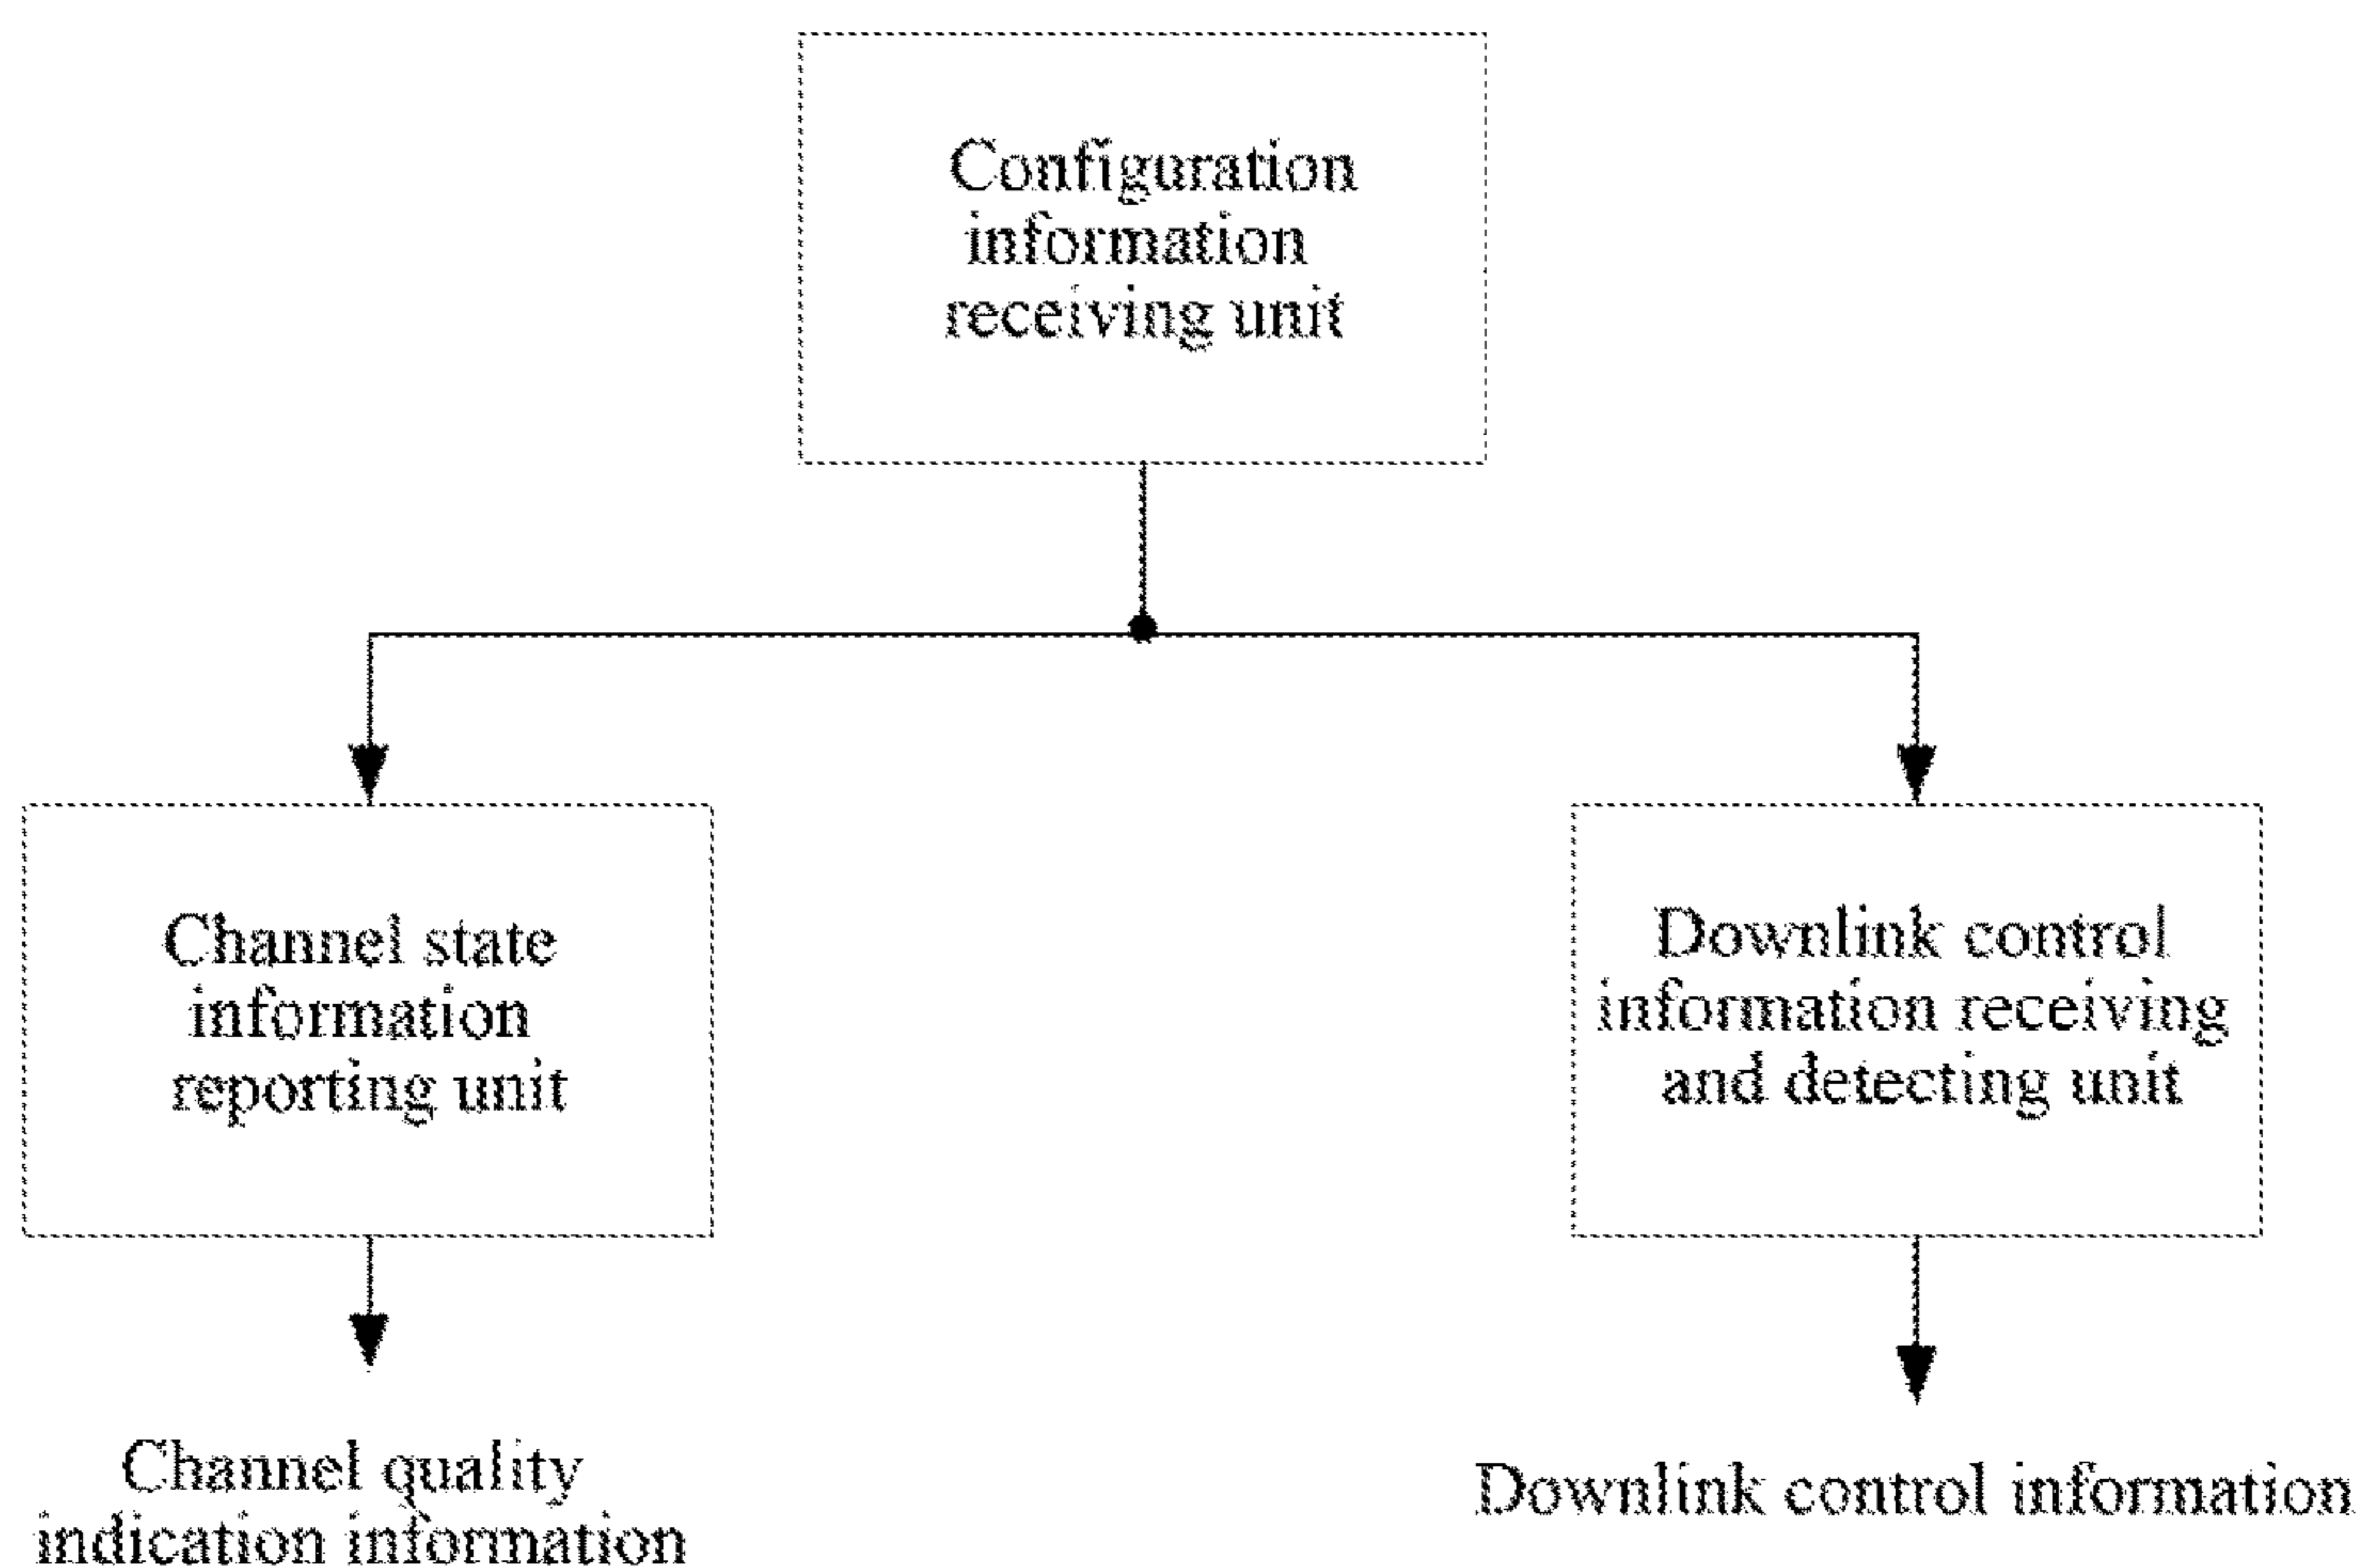 Configuration
information
receiving unit
Channel state
information
reporting unit
Downlink control
information receiving
and detecting unit
Channel quality
indication information
Downlink control information